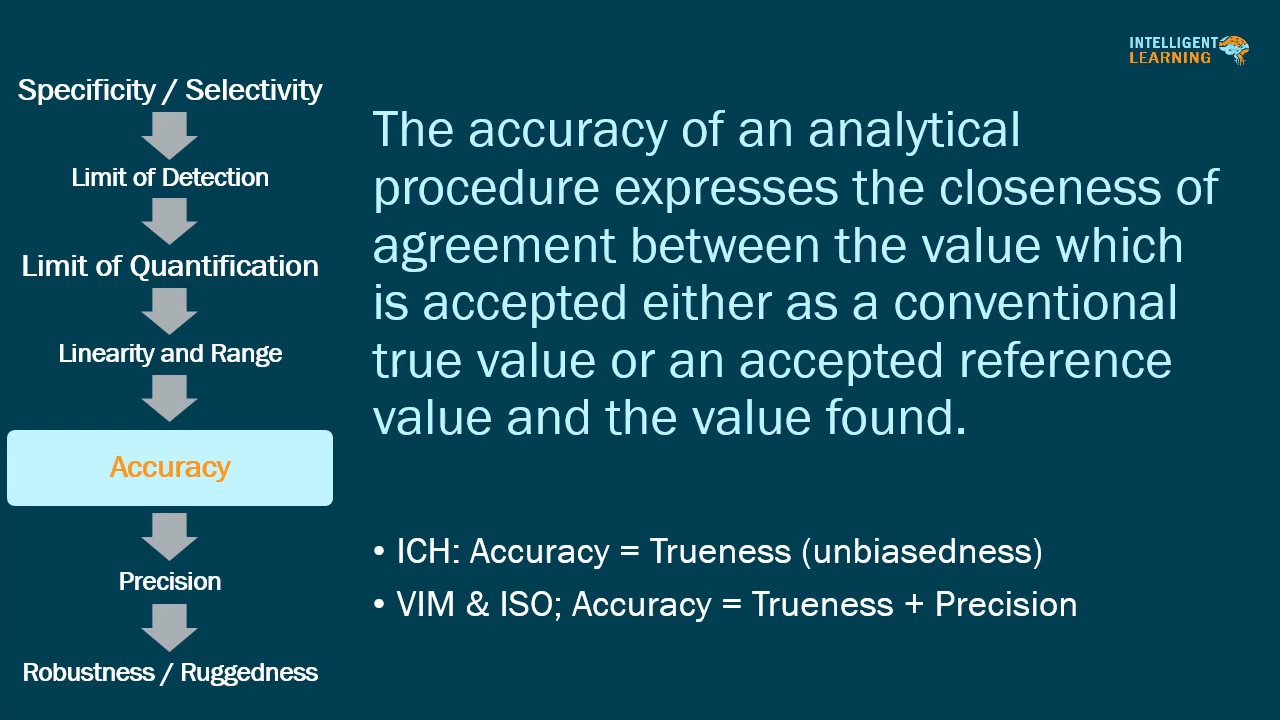 INTELLIGENT
LEARNING
Specificity / Selectivity
Limit of Detection
Limit of Quantification
Linearity and Range
Accuracy
Precision
Robustness / Ruggedness
The accuracy of an analytical
procedure expresses the closeness of
agreement between the value which
is accepted either as a conventional
true value or an accepted reference
value and the value found.
• ICH: Accuracy = Trueness (unbiasedness)
• VIM & ISO; Accuracy = Trueness + Precision